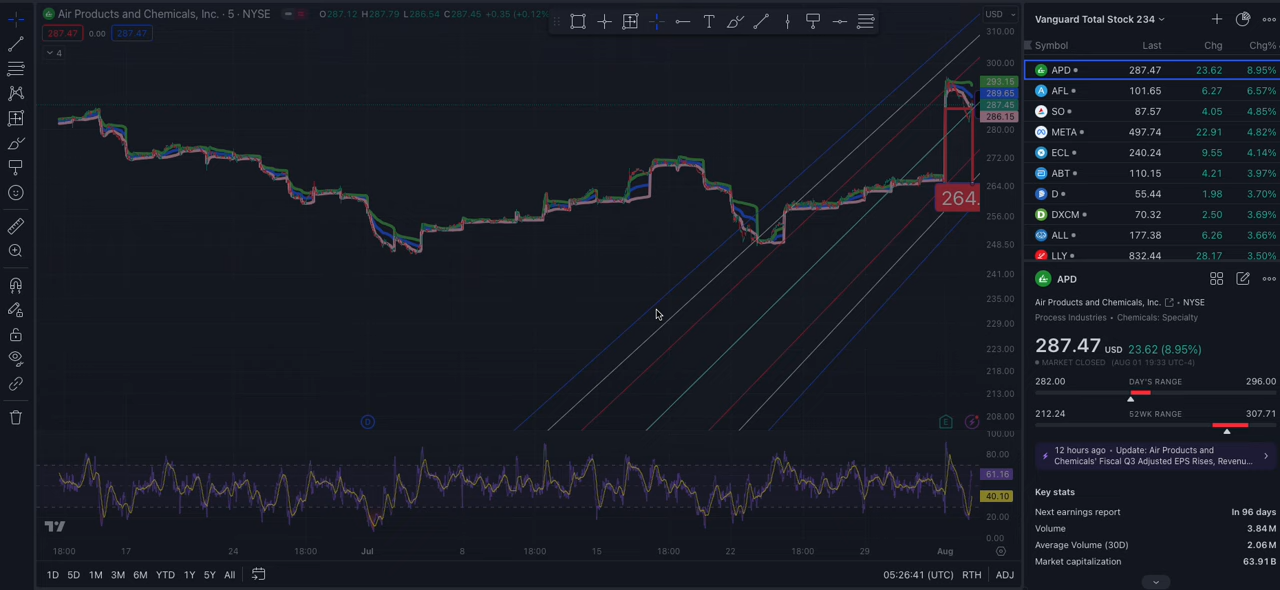 Air Products and Chemicals, Inc. · 5 · NYSE O287.12 H287.79 L286.54 C287.45 +0.35 (+0.12%
287.47 0.00 287.47
4
USD
310.00
300.00
293.15
289.65
287.45
286.15
280.00
272.00
264.00
264.
256.00
248.50
241.00
235.00
229.00
223.00
218.00
213.00
208.00
D
E
100.00
80.00
61.16
40.10
20.00
0.00
18:00 17 24 18:00 Jul 8 18:00 15 18:00 22 18:00 29 Aug
1D 5D 1M 3M 6M YTD 1Y 5Y All 05:26:41 (UTC) RTH ADJ
Vanguard Total Stock 234
Symbol Last Chg Chg%
APD 287.47 23.62 8.95%
AFL 101.65 6.27 6.57%
SO 87.57 4.05 4.85%
META 497.74 22.91 4.82%
ECL 240.24 9.55 4.14%
ABT 110.15 4.21 3.97%
D 55.44 1.98 3.70%
DXCM 70.32 2.50 3.69%
ALL 177.38 6.26 3.66%
LLY 832.44 28.17 3.50%
APD
Air Products and Chemicals, Inc. • NYSE
Process Industries • Chemicals: Specialty
287.47 USD 23.62 (8.95%)
MARKET CLOSED (AUG 01 19:33 UTC-4)
282.00 DAY'S RANGE 296.00
212.24 52WK RANGE 307.71
12 hours ago • Update: Air Products and
Chemicals' Fiscal Q3 Adjusted EPS Rises, Revenu...
Key stats
Next earnings report In 96 days
Volume 3.84M
Average Volume (30D) 2.06M
Market capitalization 63.91B